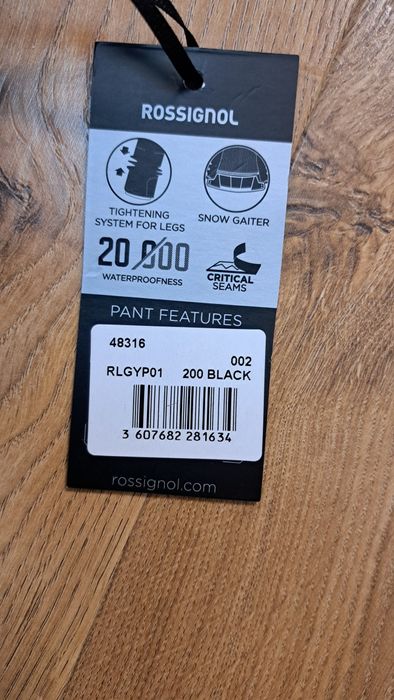 ROSSIGNOL
TIGHTENING
SYSTEM FOR LEGS
SNOW GAITER
20 000
WATERPROOFNESS
CRITICAL
SEAMS
PANT FEATURES
48316
002
RLGYP01 200 BLACK
3 607682 281634
rossignol.com